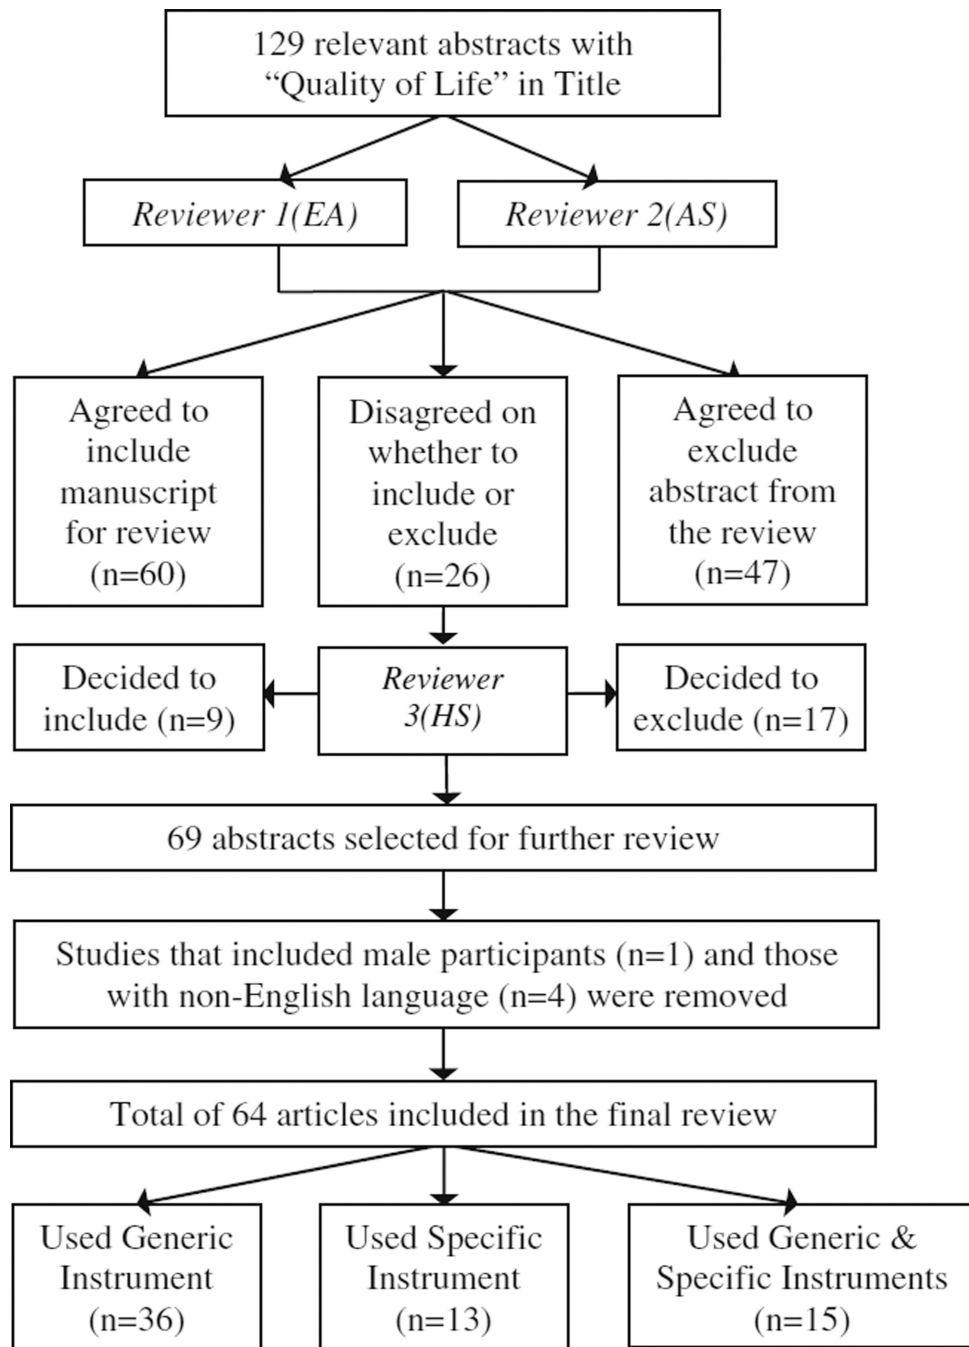 129 relevant abstracts with
“Quality of Life” in Title
Reviewer 1(EA)
Reviewer 2(AS)
Agreed to
include
manuscript
for review
(n=60)
Disagreed on
whether to
include or
exclude
(n=26)
Agreed to
exclude
abstract from
the review
(n=47)
Decided to
include (n=9)
Reviewer
3(HS)
Decided to
exclude (n=17)
69 abstracts selected for further review
Studies that included male participants (n=1) and those
with non-English language (n=4) were removed
Total of 64 articles included in the final review
Used Generic
Instrument
(n=36)
Used Specific
Instrument
(n=13)
Used Generic &
Specific Instruments
(n=15)